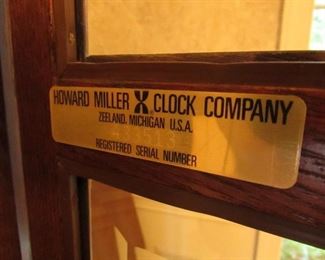 HOWARD MILLER CLOCK COMPANY
ZEELAND, MICHIGAN U.S.A.
REGISTERED SERIAL NUMBER